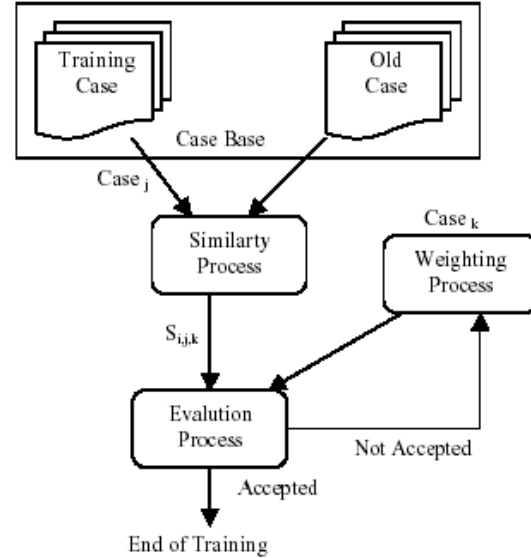 Training
Case
Old
Case
Case Base
Case j
Case k
Similarty
Process
Weighting
Process
Si,j,k
Evalution
Process
Not Accepted
Accepted
End of Training